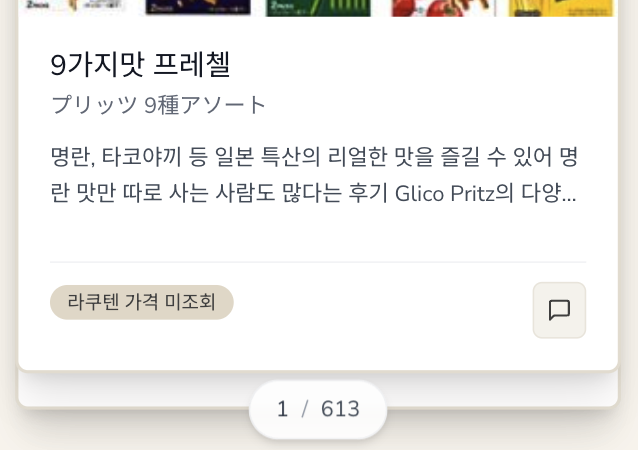 9가지맛 프레첼
プリッツ 9種アソート
명란, 타코야끼 등 일본 특산의 리얼한 맛을 즐길 수 있어 명
란 맛만 따로 사는 사람도 많다는 후기 Glico Pritz의 다양...
라쿠텐 가격 미조회
1 / 613